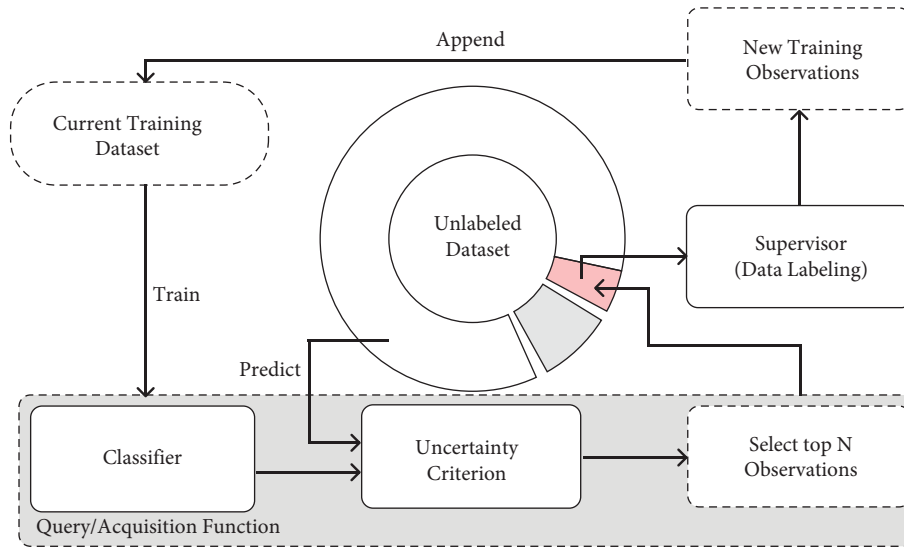 Append
New Training
Observations
Current Training
Dataset
Unlabeled
Dataset
Supervisor
(Data Labeling)
Train
Predict
Classifier
Uncertainty
Criterion
Select top N
Observations
Query/Acquisition Function